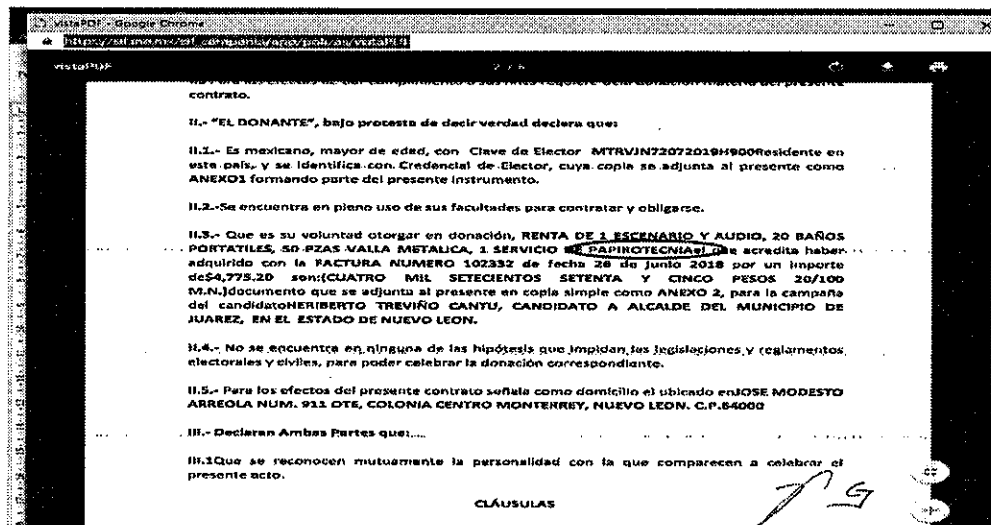 vistaPDF - Google Chrome
vistaPDF
2 / 6
contrato.
II.- "EL DONANTE", bajo protesta de decir verdad declara que:
II.1.- Es mexicano, mayor de edad, con Clave de Elector MTRVJN72072019H900Residente en
este país, y se identifica con Credencial de Elector, cuya copia se adjunta al presente como
ANEXO1 formando parte del presente instrumento.
II.2.-Se encuentra en pleno uso de sus facultades para contratar y obligarse.
II.3.- Que es su voluntad otorgar en donación, RENTA DE 1 ESCENARIO Y AUDIO, 20 BAÑOS
PORTATILES, 50 PZAS VALLA METALICA, 1 SERVICIO DE PAPIROTECNIAel que acredita haber
adquirido con la FACTURA NUMERO 102332 de fecha 26 de Junio 2018 por un importe
de$4,775.20 son:(CUATRO MIL SETECIENTOS SETENTA Y CINCO PESOS 20/100
M.N.)documento que se adjunta al presente en copia simple como ANEXO 2, para la campaña
del candidatoHERIBERTO TREVIÑO CANTU, CANDIDATO A ALCALDE DEL MUNICIPIO DE
JUAREZ, EN EL ESTADO DE NUEVO LEON.
II.4.- No se encuentra en ninguna de las hipótesis que impidan las legislaciones y reglamentos
electorales y civiles, para poder celebrar la donación correspondiente.
II.5.- Para los efectos del presente contrato señala como domicilio el ubicado enJOSE MODESTO
ARREOLA NUM. 911 OTE, COLONIA CENTRO MONTERREY, NUEVO LEON. C.P.64000
III.- Declaran Ambas Partes que:....
III.1Que se reconocen mutuamente la personalidad con la que comparecen a celebrar el
presente acto.
CLÁUSULAS